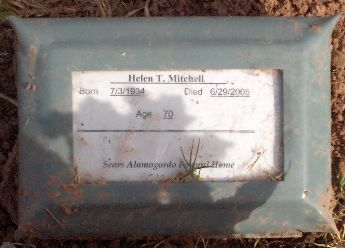 Helen T. Mitchell
Born 7/3/1934 Died 6/29/2005
Age 70
Sears Alamogordo Funeral Home